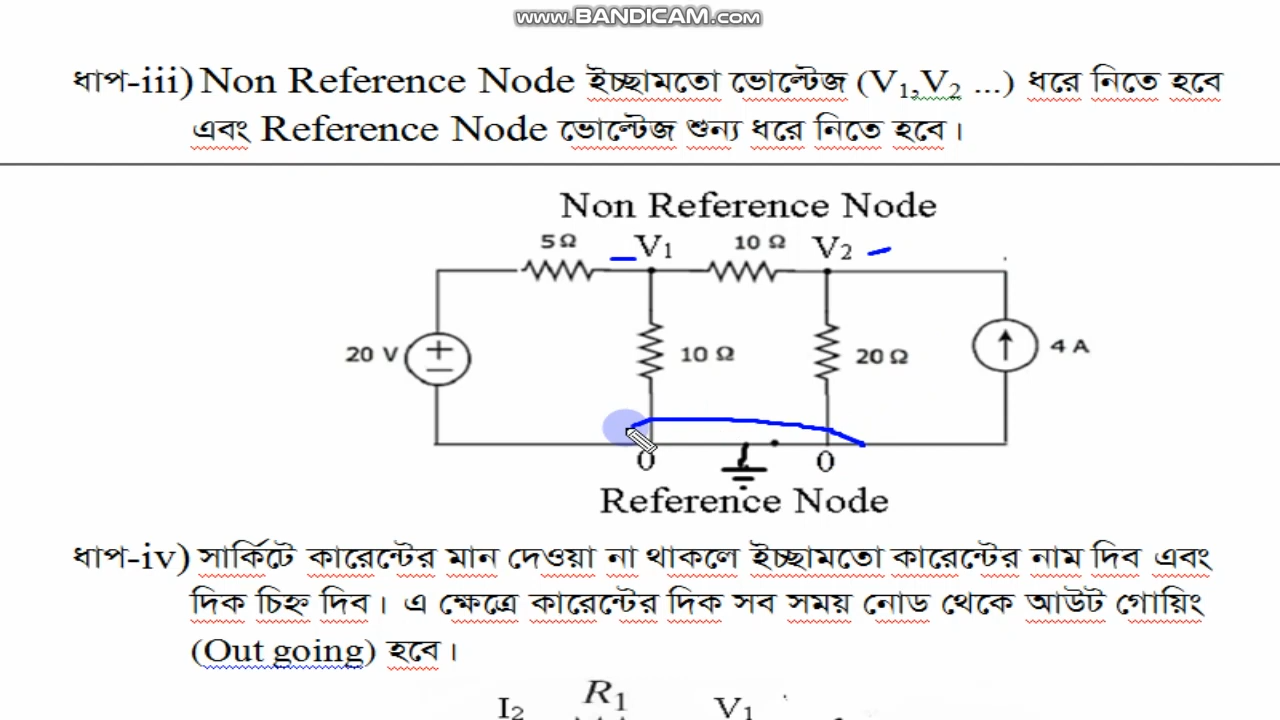 www.BANDICAM.com
ধাপ-iii) Non Reference Node ইচ্ছামতো ভোল্টেজ (V₁,V₂ ...) ধরে নিতে হবে
এবং Reference Node ভোল্টেজ শুন্য ধরে নিতে হবে।
Non Reference Node
5 Ω V₁ 10 Ω V₂
20 V + − 10 Ω 20 Ω 4 A
0 0
Reference Node
ধাপ-iv) সার্কিটে কারেন্টের মান দেওয়া না থাকলে ইচ্ছামতো কারেন্টের নাম দিব এবং
দিক চিহ্ন দিব। এ ক্ষেত্রে কারেন্টের দিক সব সময় নোড থেকে আউট গোয়িং
(Out going) হবে।
I₂ R₁ V₁